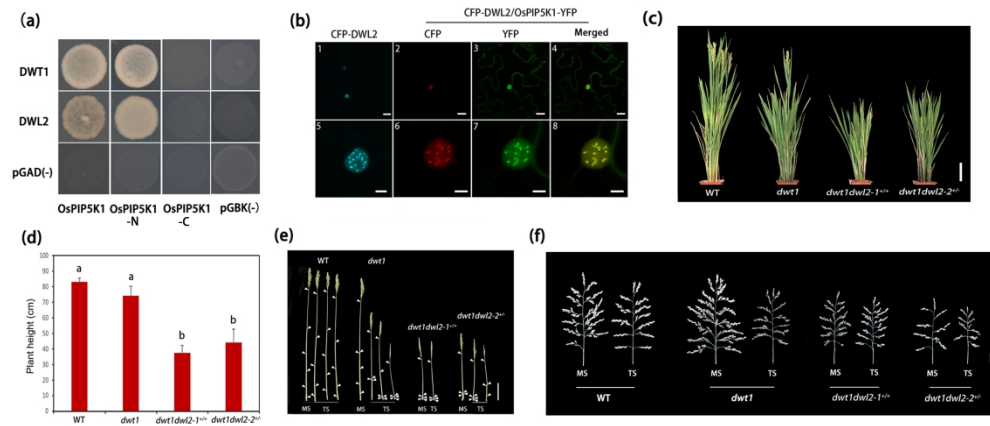 (a)
DWT1
DWL2
pGAD(-)
OsPIP5K1 OsPIP5K1 OsPIP5K1 pGBK(-)
-N -C
(b)
CFP-DWL2/OsPIP5K1-YFP
CFP-DWL2 CFP YFP Merged
1 2 3 4
5 6 7 8
(c)
WT dwt1 dwt1dwl2-1+/+ dwt1dwl2-2+/-
(d)
Plant height (cm)
100
90
80
70
60
50
40
30
20
10
0
a a b b
WT dwt1 dwt1dwl2-1+/+ dwt1dwl2-2+/-
(e)
WT dwt1
dwt1dwl2-1+/+ dwt1dwl2-2+/-
MS TS MS TS MS TS MS TS
(f)
MS TS MS TS MS TS MS TS
WT dwt1 dwt1dwl2-1+/+ dwt1dwl2-2+/-